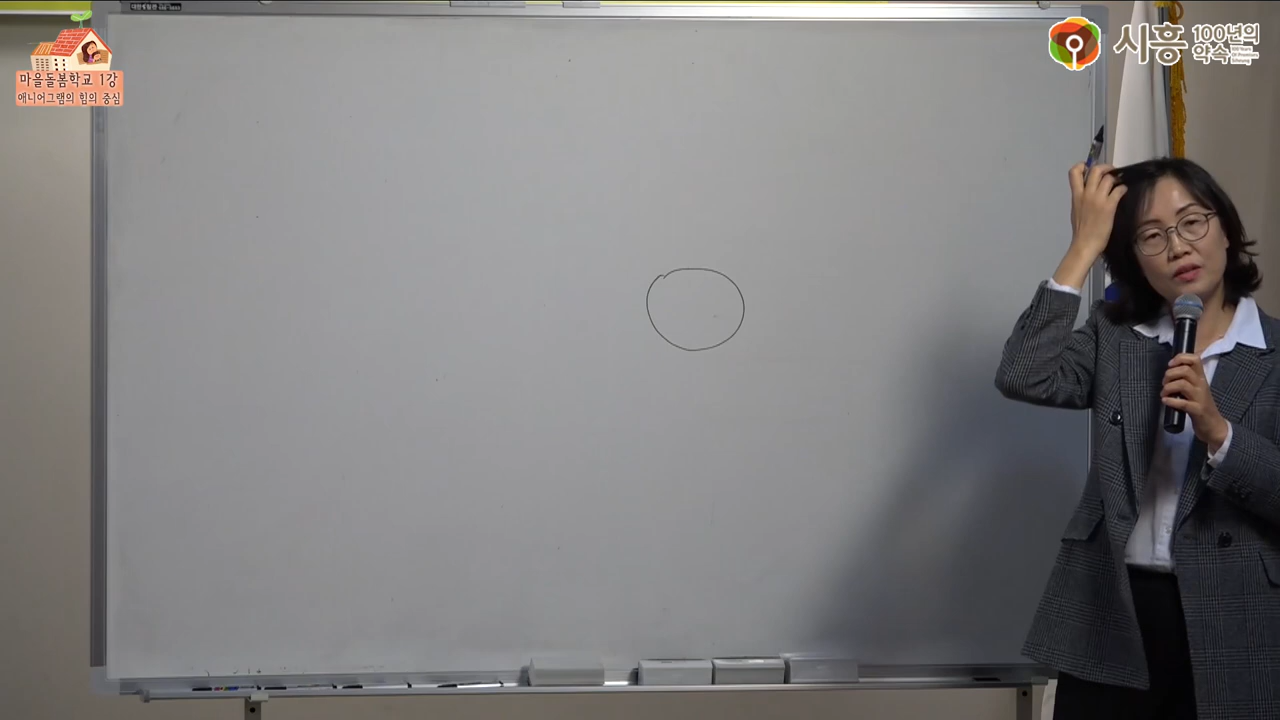 마을돌봄학교 1강
애니어그램의 힘의 중심
시흥
100년의
약속